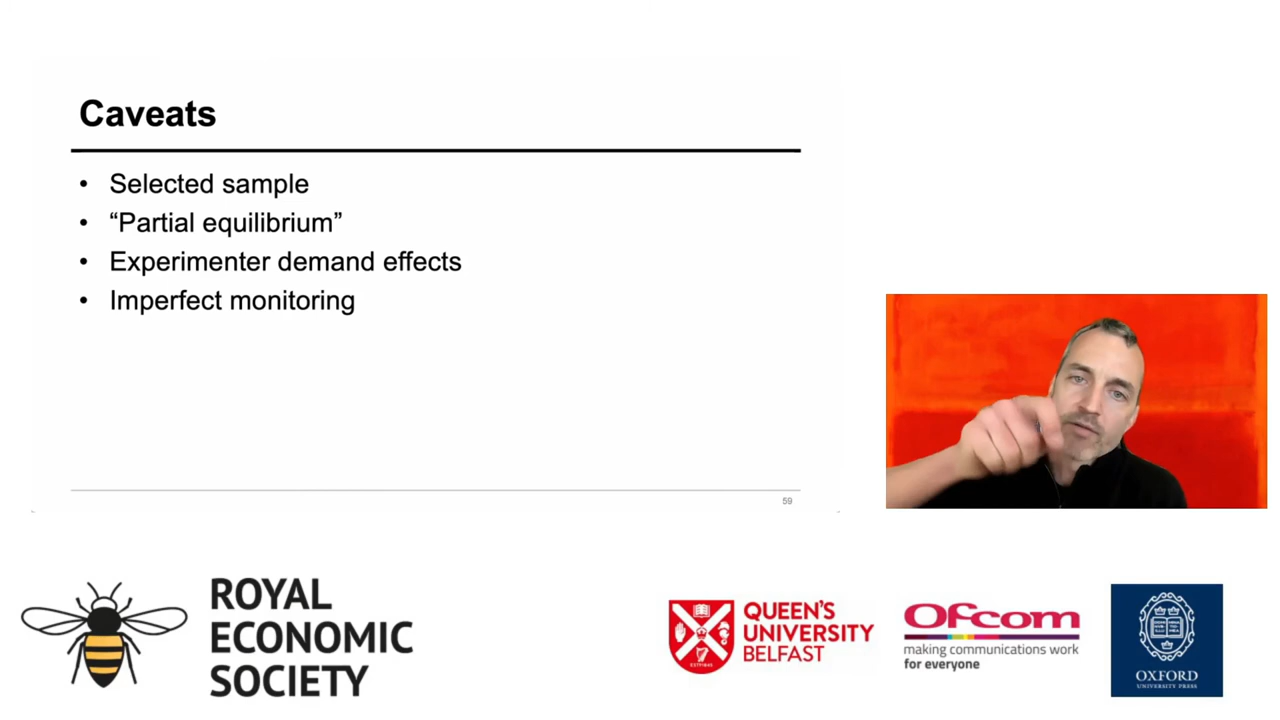 Caveats
• Selected sample
• “Partial equilibrium”
• Experimenter demand effects
• Imperfect monitoring
59
ROYAL
ECONOMIC
SOCIETY
QUEEN'S
UNIVERSITY
BELFAST
Ofcom
making communications work
for everyone
OXFORD
UNIVERSITY PRESS